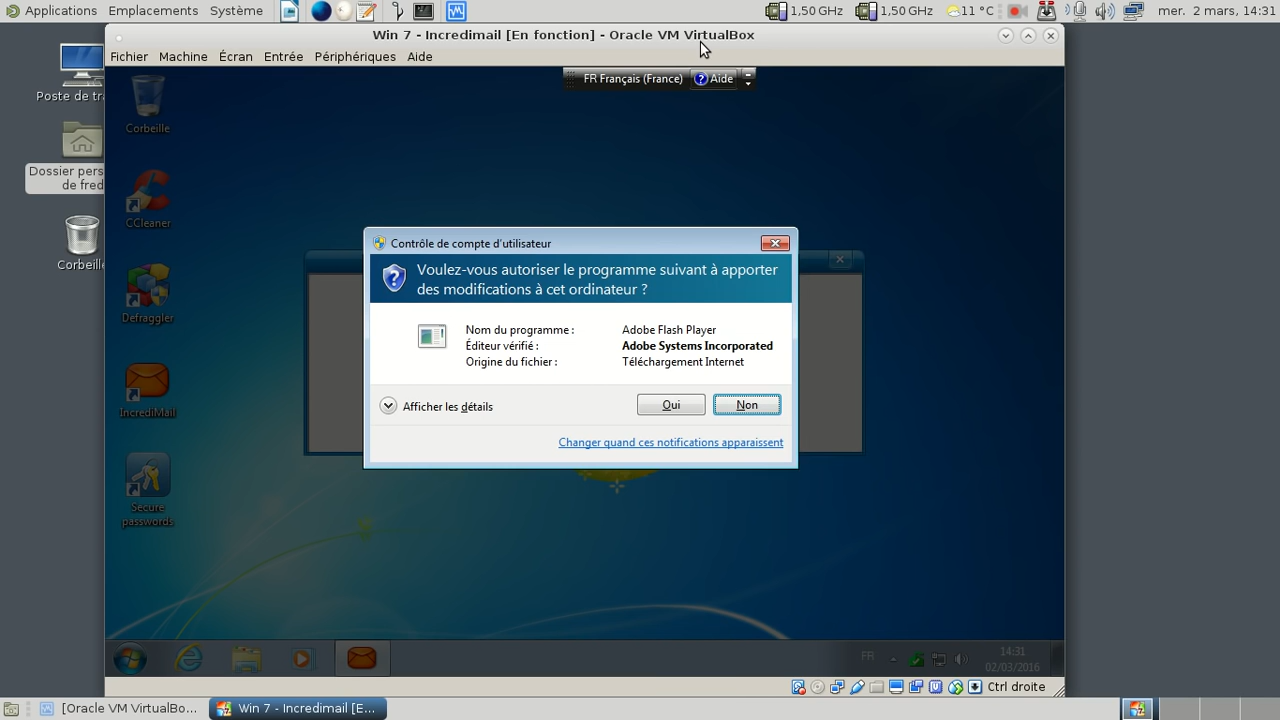 Applications Emplacements Système
1,50 GHz 1,50 GHz 11 °C mer. 2 mars, 14:31
Win 7 - Incredimail [En fonction] - Oracle VM VirtualBox
Fichier Machine Écran Entrée Périphériques Aide
FR Français (France) Aide
Poste de tra
Dossier pers
de fred
Corbeille
Corbeille
CCleaner
Defraggler
IncrediMail
Secure
passwords
Contrôle de compte d'utilisateur
Voulez-vous autoriser le programme suivant à apporter
des modifications à cet ordinateur ?
Nom du programme : Adobe Flash Player
Éditeur vérifié : Adobe Systems Incorporated
Origine du fichier : Téléchargement Internet
Afficher les détails Oui Non
Changer quand ces notifications apparaissent
FR 14:31
02/03/2016
Ctrl droite
[Oracle VM VirtualBo... Win 7 - Incredimail [E...